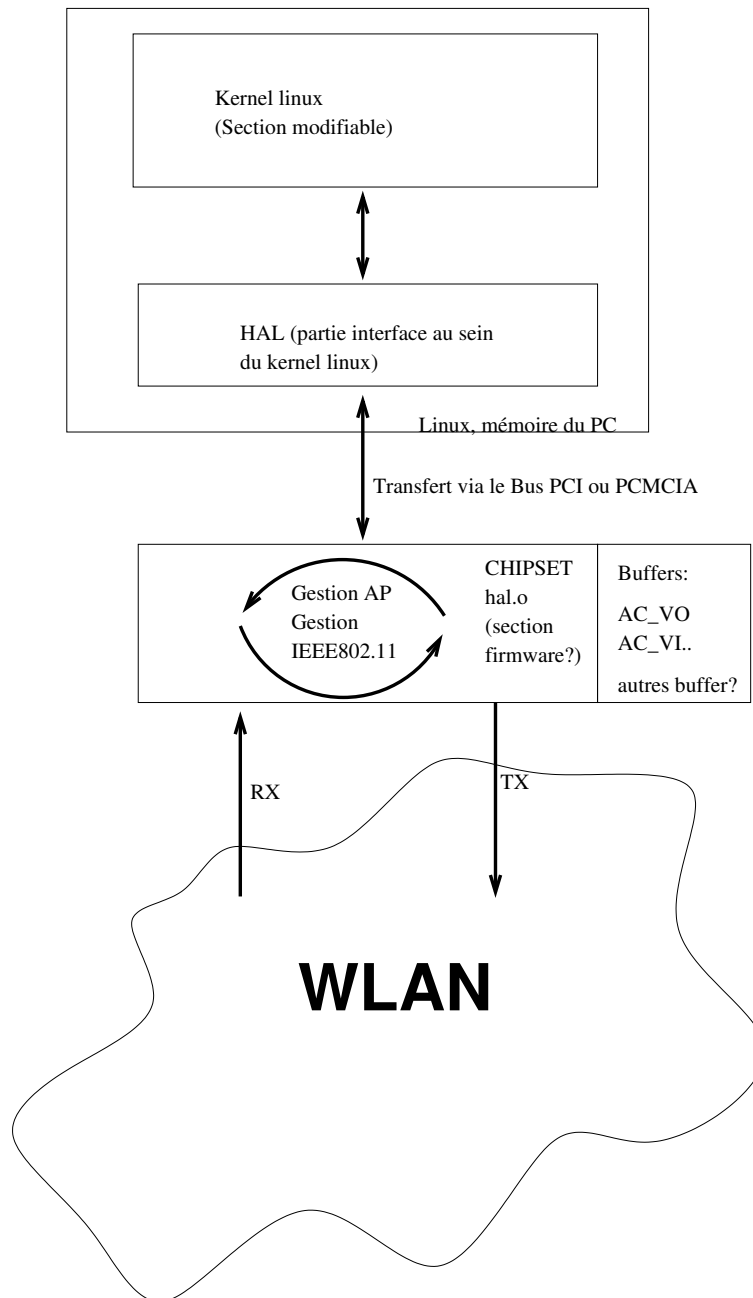 Kernel linux
(Section modifiable)
HAL (partie interface au sein
du kernel linux)
Linux, mémoire du PC
Transfert via le Bus PCI ou PCMCIA
Gestion AP
Gestion
IEEE802.11
CHIPSET
hal.o
(section
firmware?)
Buffers:
AC_VO
AC_VI..
autres buffer?
RX
TX
WLAN